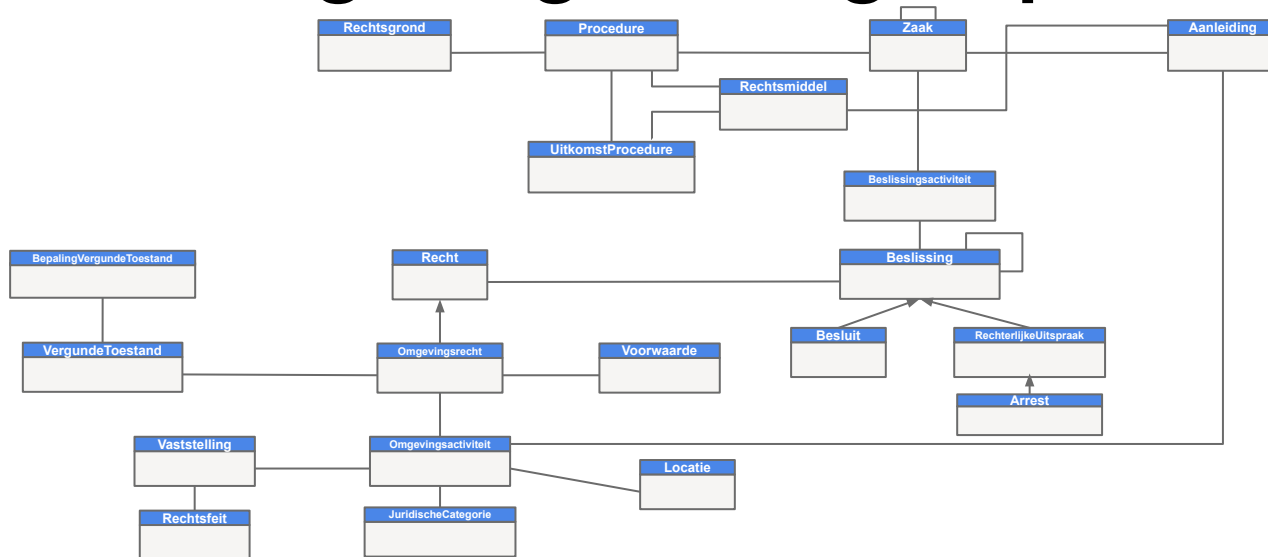 Rechtsgrond
Procedure
Zaak
Aanleiding
Rechtsmiddel
UitkomstProcedure
Beslissingsactiviteit
BepalingVergundeToestand
Recht
Beslissing
VergundeToestand
Omgevingsrecht
Voorwaarde
Besluit
RechterlijkeUitspraak
Arrest
Vaststelling
Omgevingsactiviteit
Locatie
Rechtsfeit
JuridischeCategorie